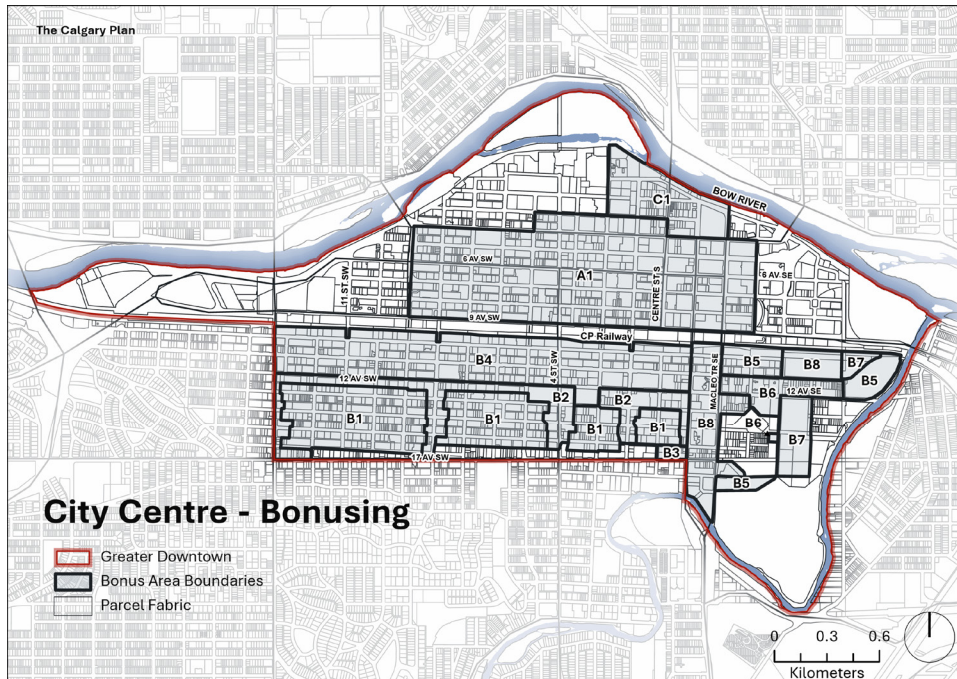 The Calgary Plan
BOW RIVER
C1
6 AV SW
A1
CENTRE ST S
6 AV SE
11 ST SW
9 AV SW
CP Railway
B4
4 ST SW
MACLEO TR SE
B5
B8
B7
B5
12 AV SW
B2
B2
B6
12 AV SE
B1
B1
B1
B1
B8
B6
B7
B3
17 AV SW
B5
City Centre - Bonusing
Greater Downtown
Bonus Area Boundaries
Parcel Fabric
0 0.3 0.6
Kilometers